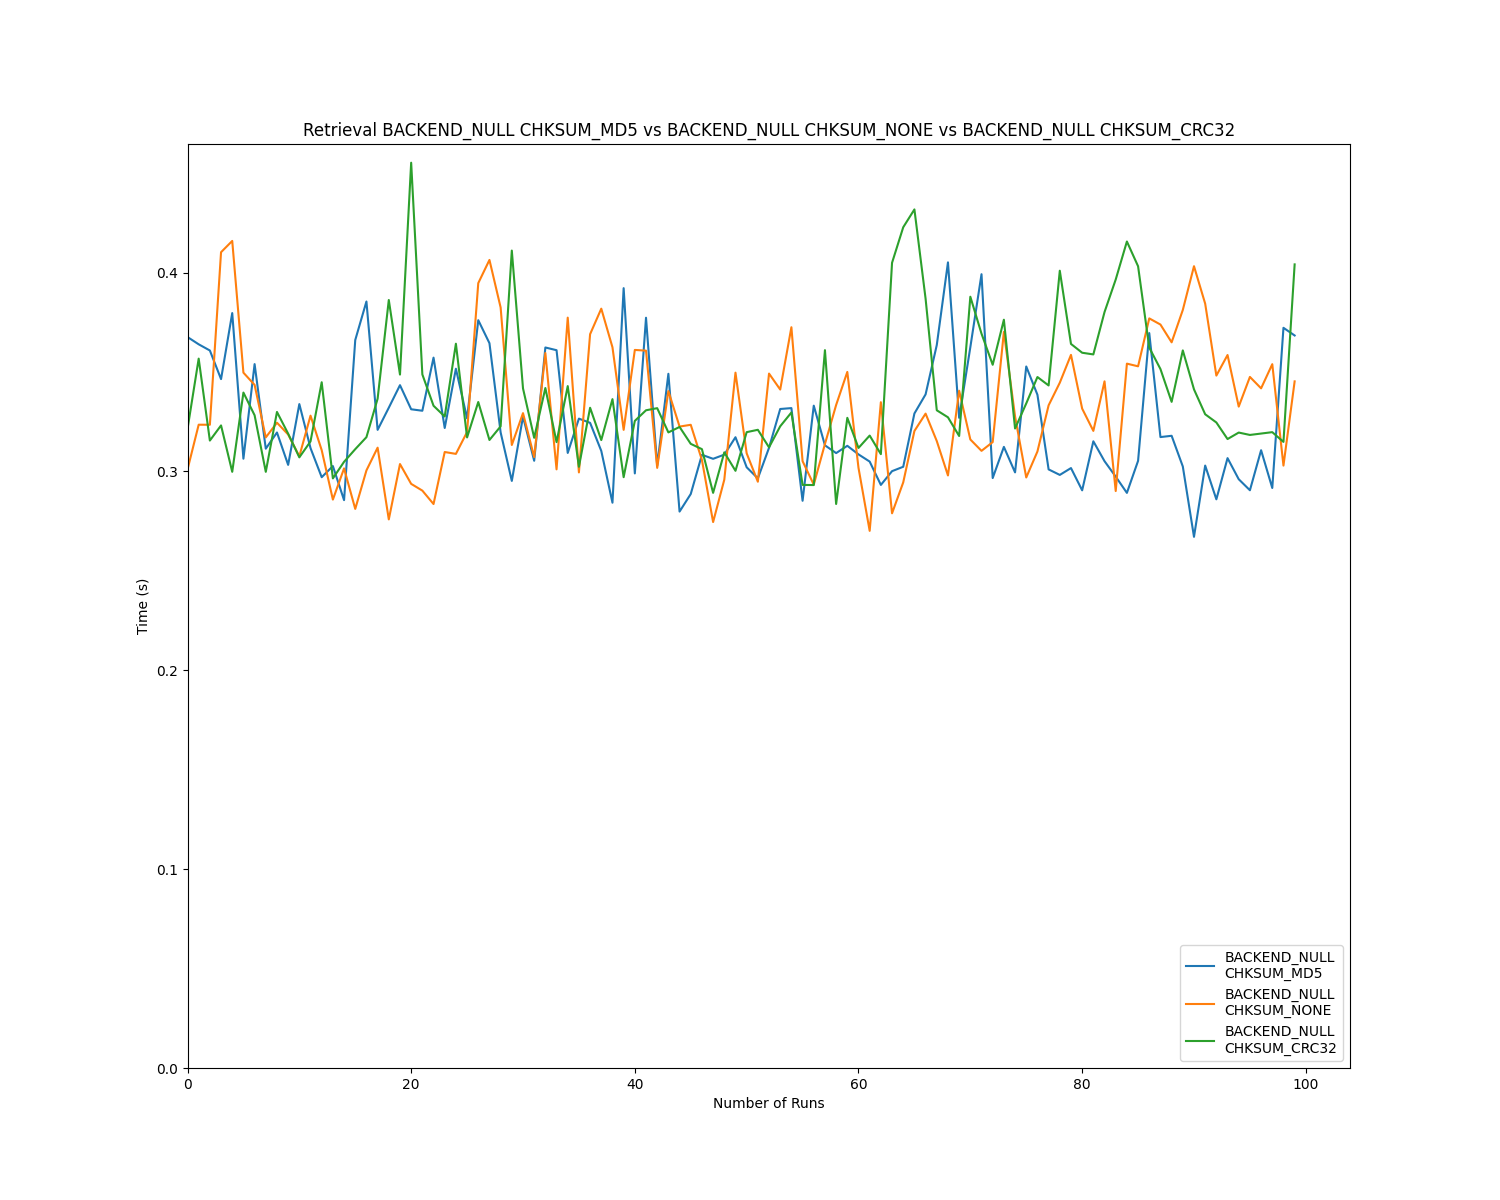 Retrieval BACKEND_NULL CHKSUM_MD5 vs BACKEND_NULL CHKSUM_NONE vs BACKEND_NULL CHKSUM_CRC32
Time (s)
0.4
0.3
0.2
0.1
0.0
0 20 40 60 80 100
Number of Runs
BACKEND_NULL
CHKSUM_MD5
BACKEND_NULL
CHKSUM_NONE
BACKEND_NULL
CHKSUM_CRC32